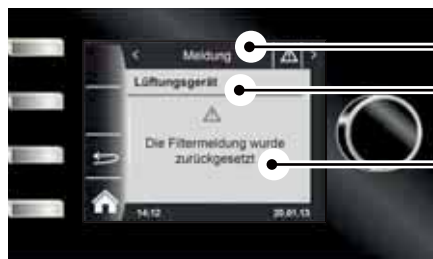 Meldung
Lüftungsgerät
Die Filtermeldung wurde
zurückgesetzt
14:12
20.01.13